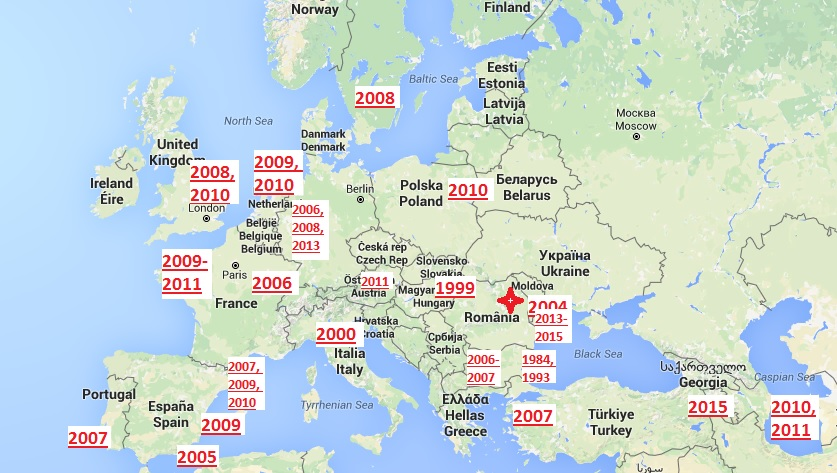 Norway
Finland
Baltic Sea
Eesti
Estonia
2008
Latvija
Latvia
Москва
Moscow
North Sea
Danmark
Denmark
United
Kingdom
2009,
2010
2008,
2010
Ireland
Éire
London
Netherlan
Berlin
Polska
Poland
2010
Беларусь
Belarus
2006,
2008,
2013
België
Belgique
Belgium
Česká rep
Czech Rep
Slovensko
Slovakia
Україна
Ukraine
2009-
2011
Paris
2006
France
Öst
Austria
2011
Magyar
Hungary
1999
Moldova
2004
România
2013-
2015
Hrvatska
Croatia
2000
Italia
Italy
Србија
Serbia
Black Sea
2006-
2007
1984,
1993
საქართველო
Georgia
Caspian Sea
2007,
2009,
2010
Portugal
España
Spain
Tyrrhenian Sea
Ελλάδα
Hellas
Greece
2007
Türkiye
Turkey
2015
2010,
2011
2007
2009
2005
سوريا